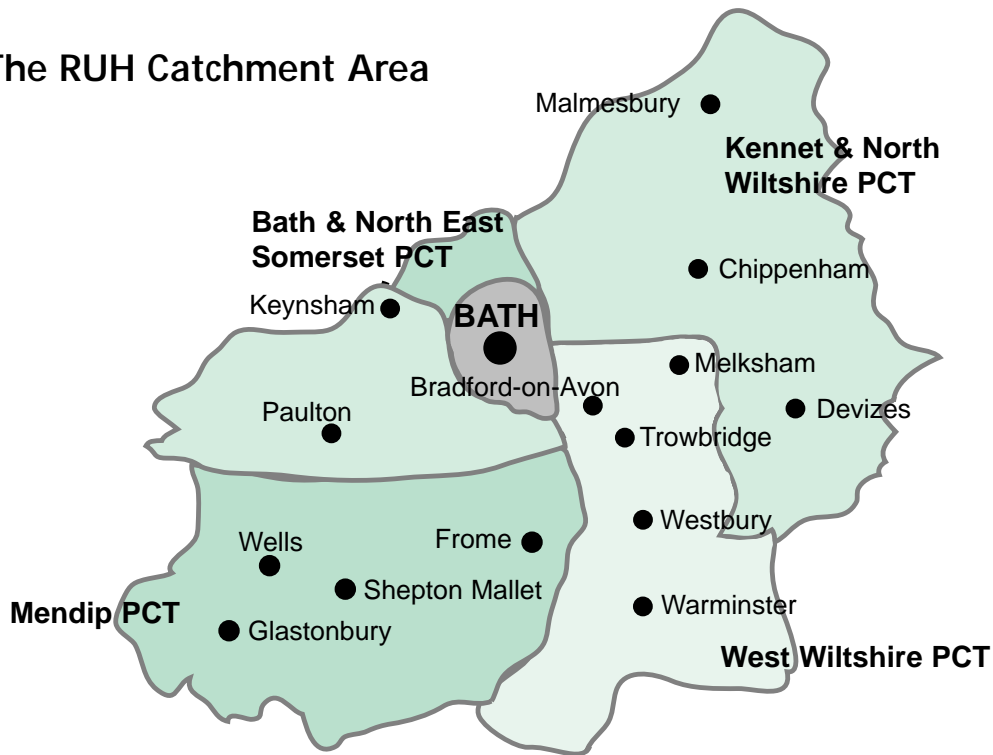 The RUH Catchment Area
Malmesbury
Kennet & North
Wiltshire PCT
Bath & North East
Somerset PCT
Chippenham
Keynsham
BATH
Melksham
Bradford-on-Avon
Paulton
Devizes
Trowbridge
Westbury
Wells
Frome
Shepton Mallet
Warminster
Mendip PCT
Glastonbury
West Wiltshire PCT